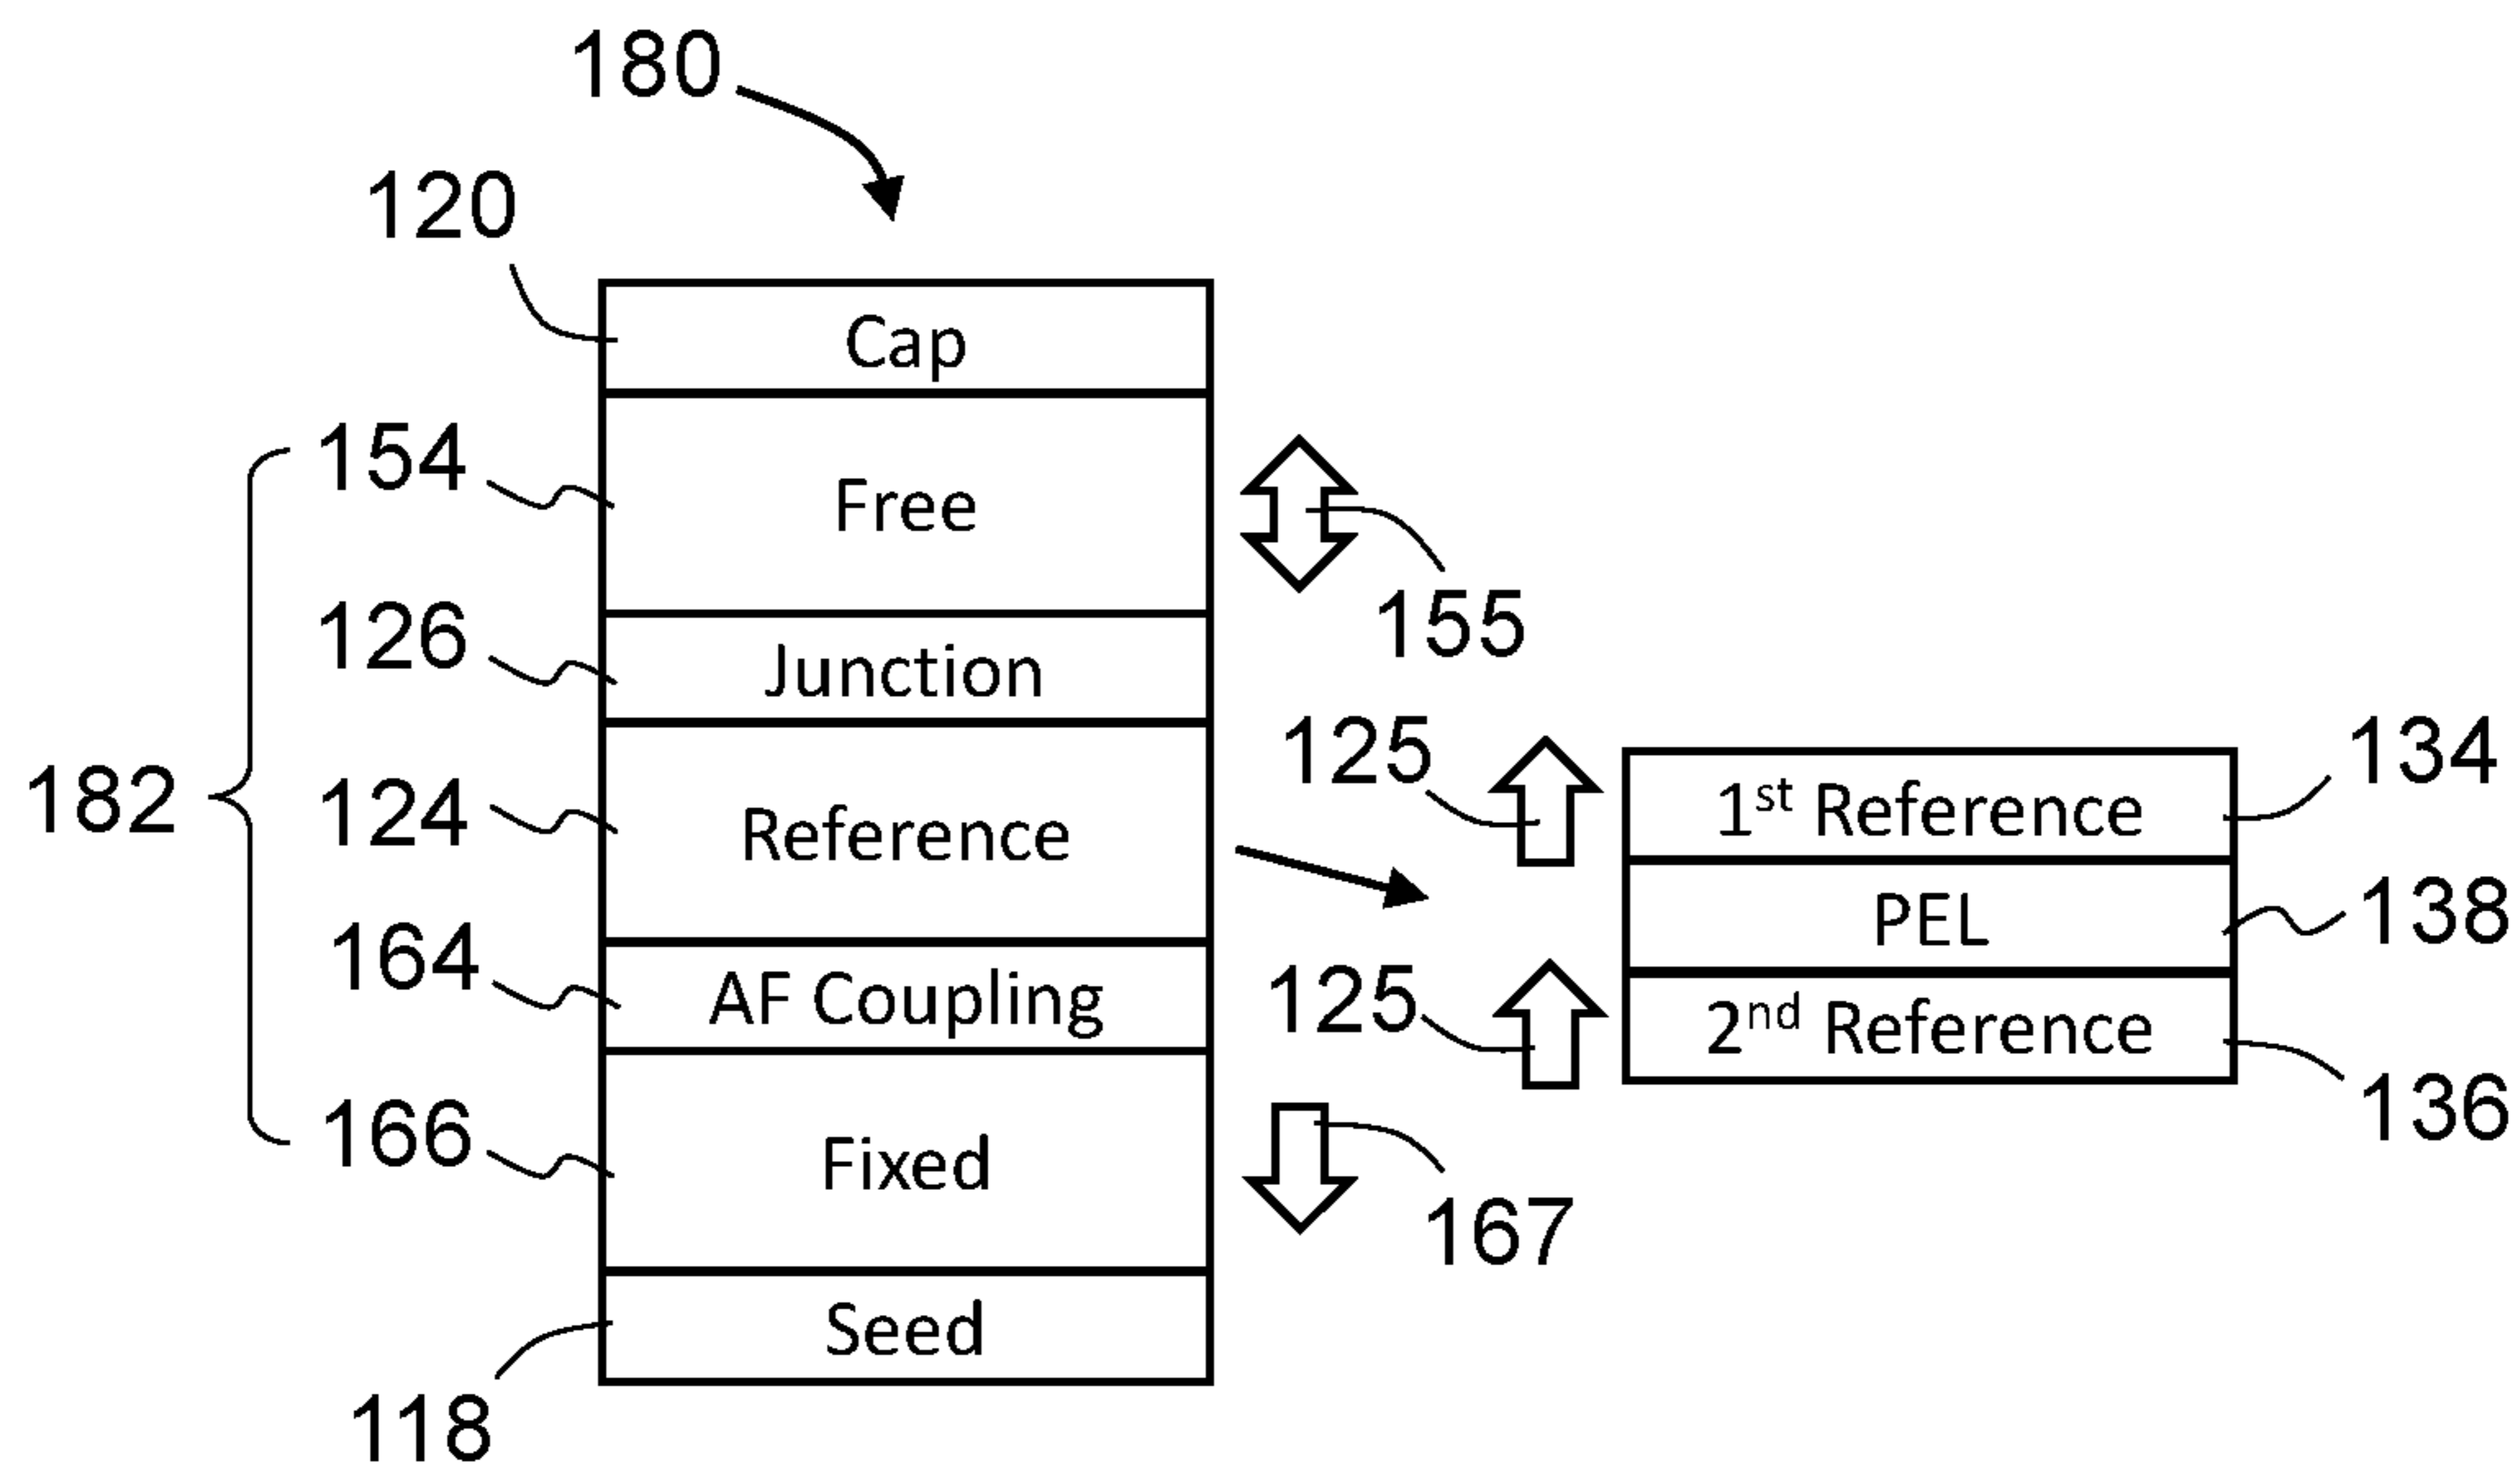 180
120
Cap
154
Free
155
126
Junction
125
134
1st Reference
182
124
Reference
138
PEL
164
AF Coupling
125
2nd Reference
136
166
Fixed
167
Seed
118